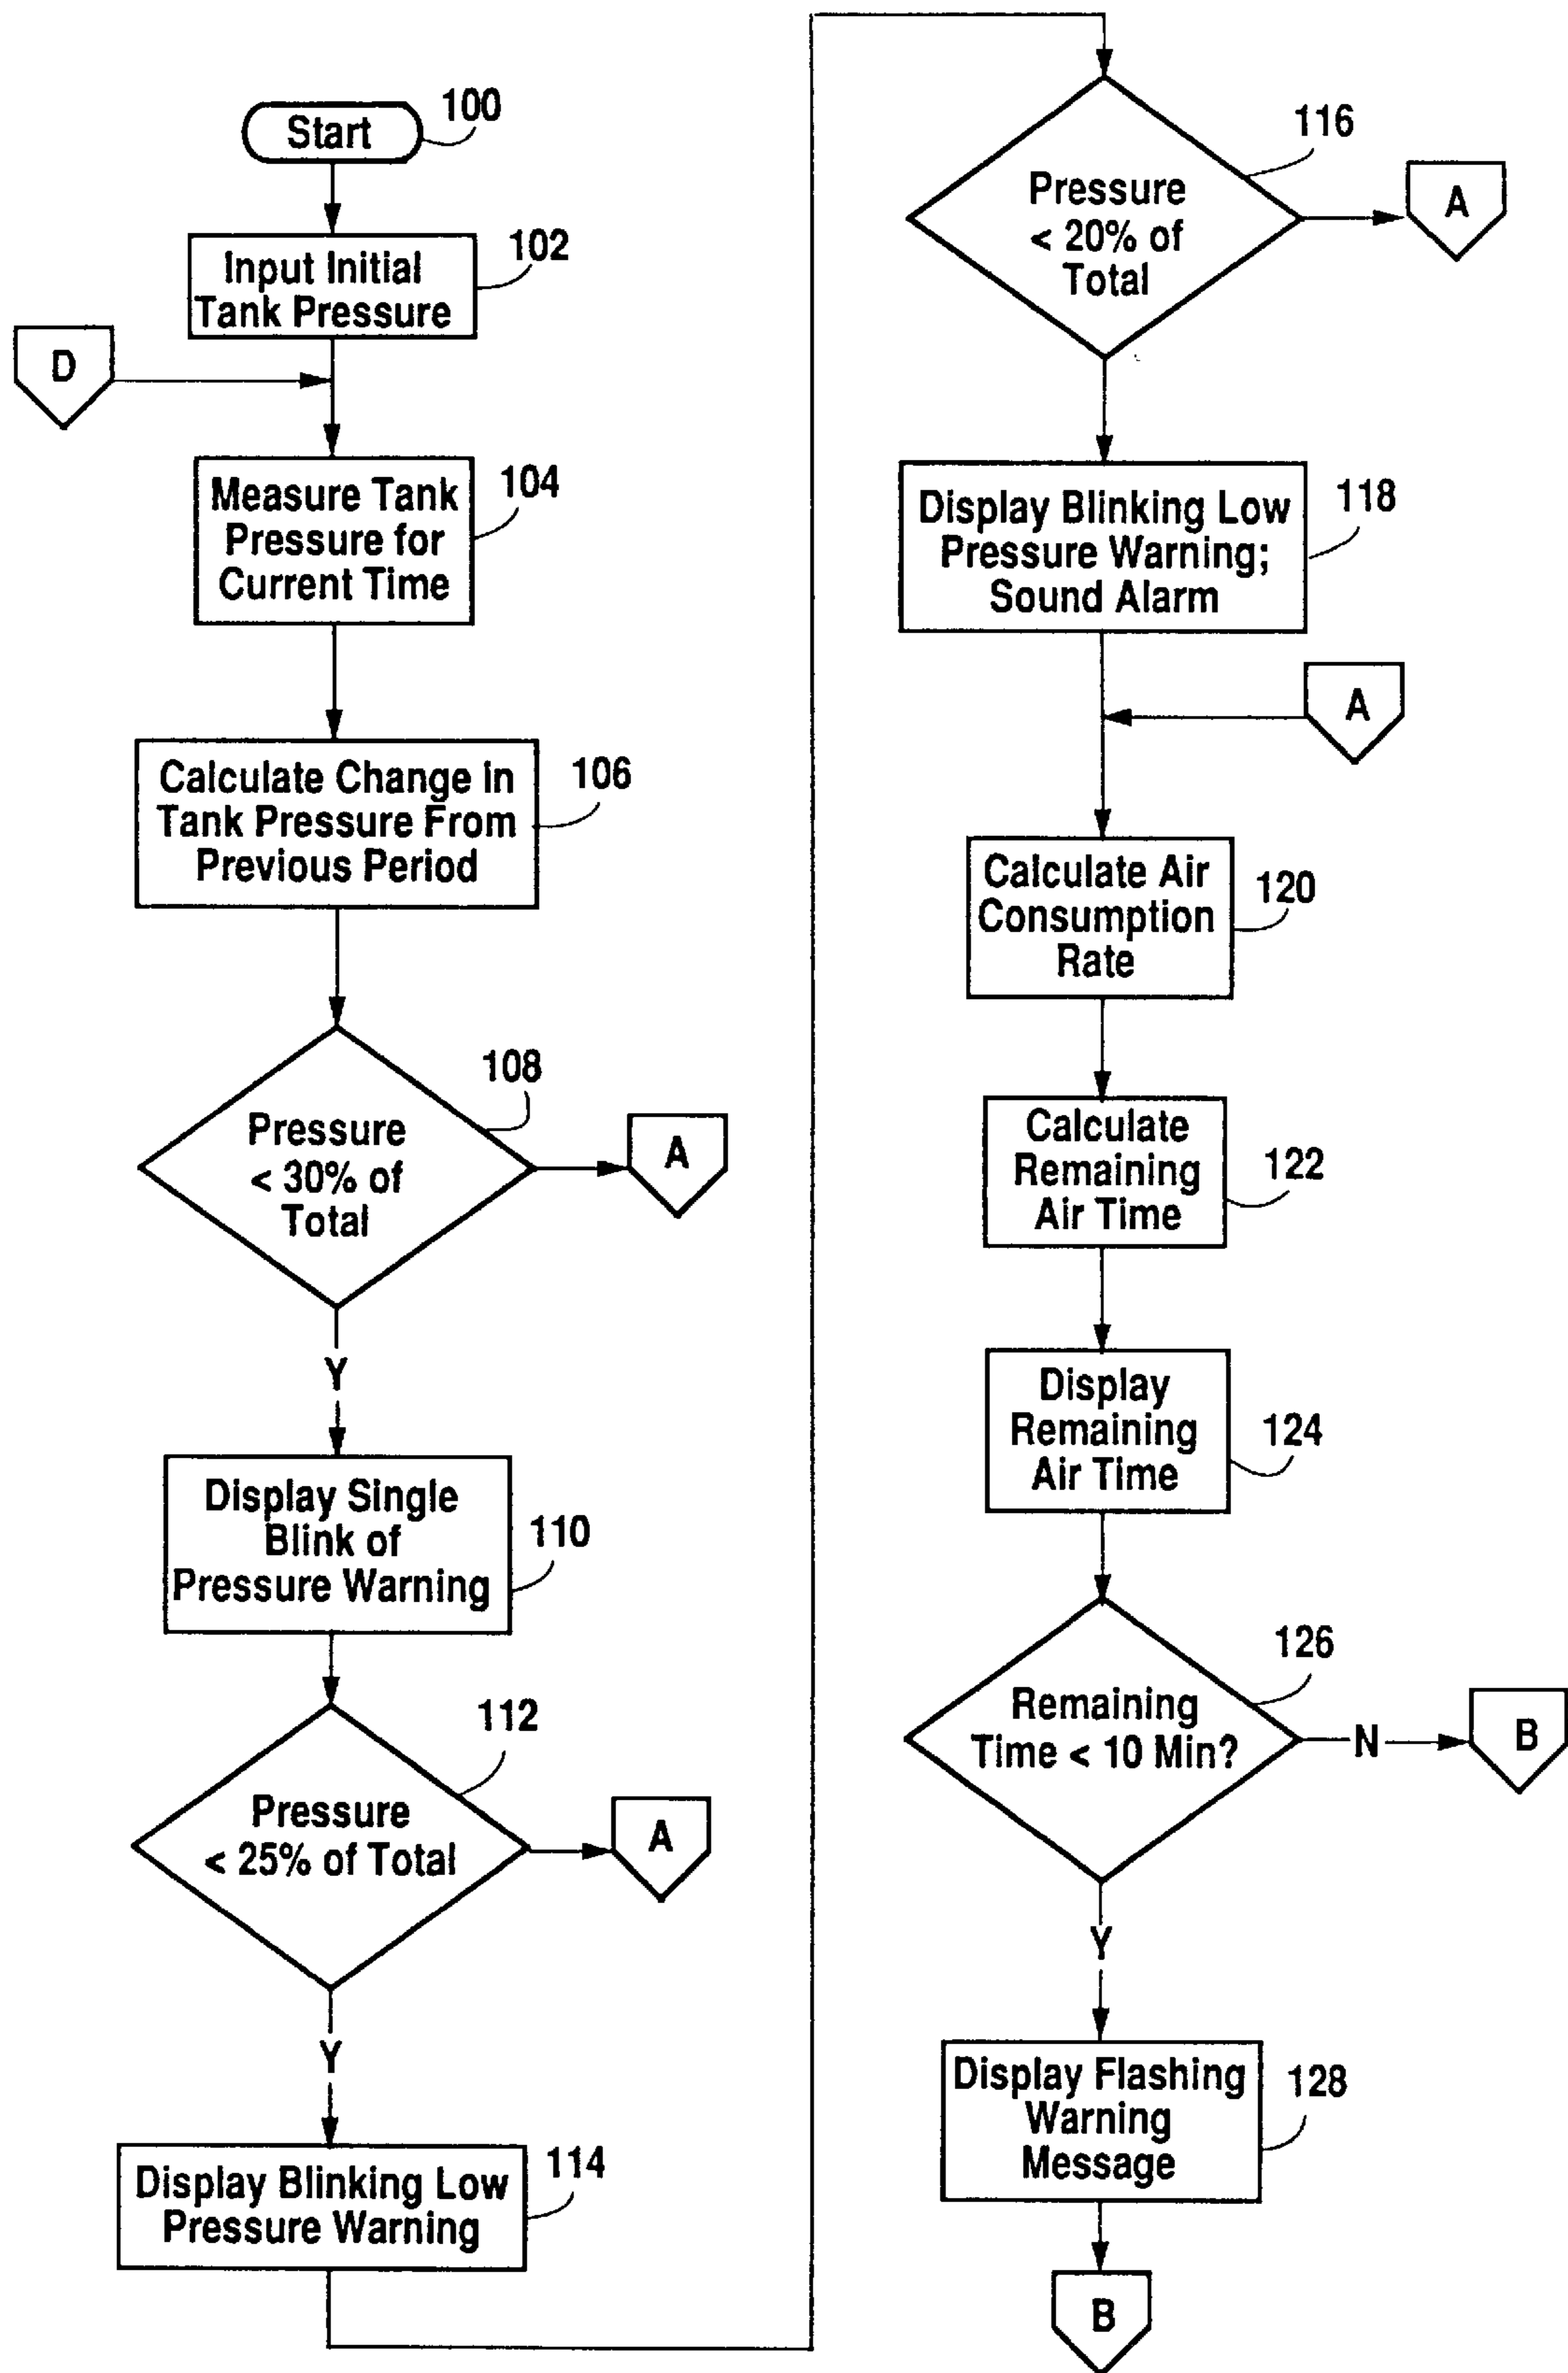 Start
100
Input Initial
Tank Pressure
102
D
Measure Tank
Pressure for
Current Time
104
Calculate Change in
Tank Pressure From
Previous Period
106
Pressure
< 30% of
Total
108
A
Y
Display Single
Blink of
Pressure Warning
110
Pressure
< 25% of Total
112
A
Y
Display Blinking Low
Pressure Warning
114
Pressure
< 20% of
Total
116
A
Display Blinking Low
Pressure Warning;
Sound Alarm
118
A
Calculate Air
Consumption
Rate
120
Calculate
Remaining
Air Time
122
Display
Remaining
Air Time
124
Remaining
Time < 10 Min?
126
N
B
Y
Display Flashing
Warning
Message
128
B